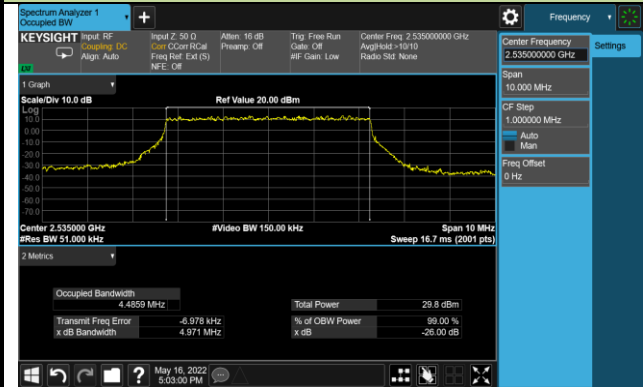 Spectrum Analyzer 1
Occupied BW
+
Frequency
KEYSIGHT
Input: RF
Coupling: DC
Align: Auto
Input Z: 50 Ω
Corr CCorr RCal
Freq Ref: Ext (S)
NFE: Off
Atten: 16 dB
Preamp: Off
Trig: Free Run
Gate: Off
#IF Gain: Low
Center Freq: 2.535000000 GHz
Avg|Hold:>10/10
Radio Std: None
Center Frequency
2.535000000 GHz
Settings
Span
10.000 MHz
CF Step
1.000000 MHz
Auto
Man
Freq Offset
0 Hz
1 Graph
Scale/Div 10.0 dB
Ref Value 20.00 dBm
Log
10.0
0.00
-10.0
-20.0
-30.0
-40.0
-50.0
-60.0
-70.0
Center 2.535000 GHz
#Video BW 150.00 kHz
Span 10 MHz
#Res BW 51.000 kHz
Sweep 16.7 ms (2001 pts)
2 Metrics
Occupied Bandwidth
4.4859 MHz
Total Power 29.8 dBm
Transmit Freq Error -6.978 kHz
% of OBW Power 99.00 %
x dB Bandwidth 4.971 MHz
x dB -26.00 dB
?
May 16, 2022
5:03:00 PM